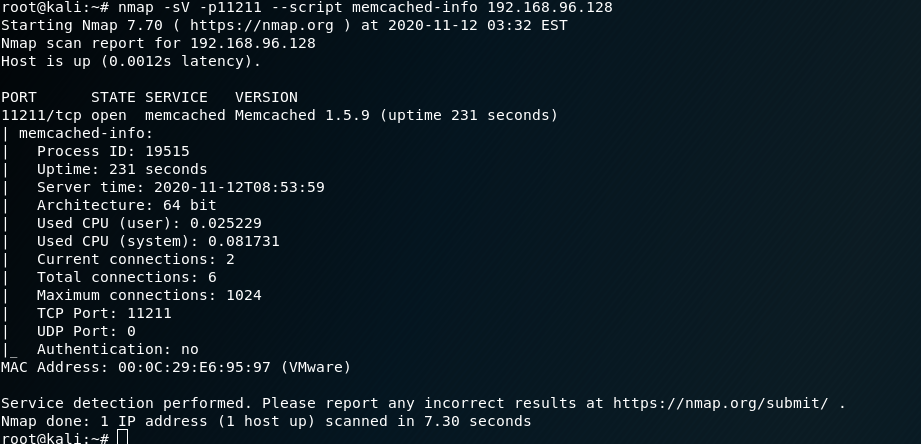 root@kali:~# nmap -sV -p11211 --script memcached-info 192.168.96.128
Starting Nmap 7.70 ( https://nmap.org ) at 2020-11-12 03:32 EST
Nmap scan report for 192.168.96.128
Host is up (0.0012s latency).

PORT      STATE SERVICE   VERSION
11211/tcp open  memcached Memcached 1.5.9 (uptime 231 seconds)
| memcached-info:
|   Process ID: 19515
|   Uptime: 231 seconds
|   Server time: 2020-11-12T08:53:59
|   Architecture: 64 bit
|   Used CPU (user): 0.025229
|   Used CPU (system): 0.081731
|   Current connections: 2
|   Total connections: 6
|   Maximum connections: 1024
|   TCP Port: 11211
|   UDP Port: 0
|_  Authentication: no
MAC Address: 00:0C:29:E6:95:97 (VMware)

Service detection performed. Please report any incorrect results at https://nmap.org/submit/ .
Nmap done: 1 IP address (1 host up) scanned in 7.30 seconds
root@kali:~#